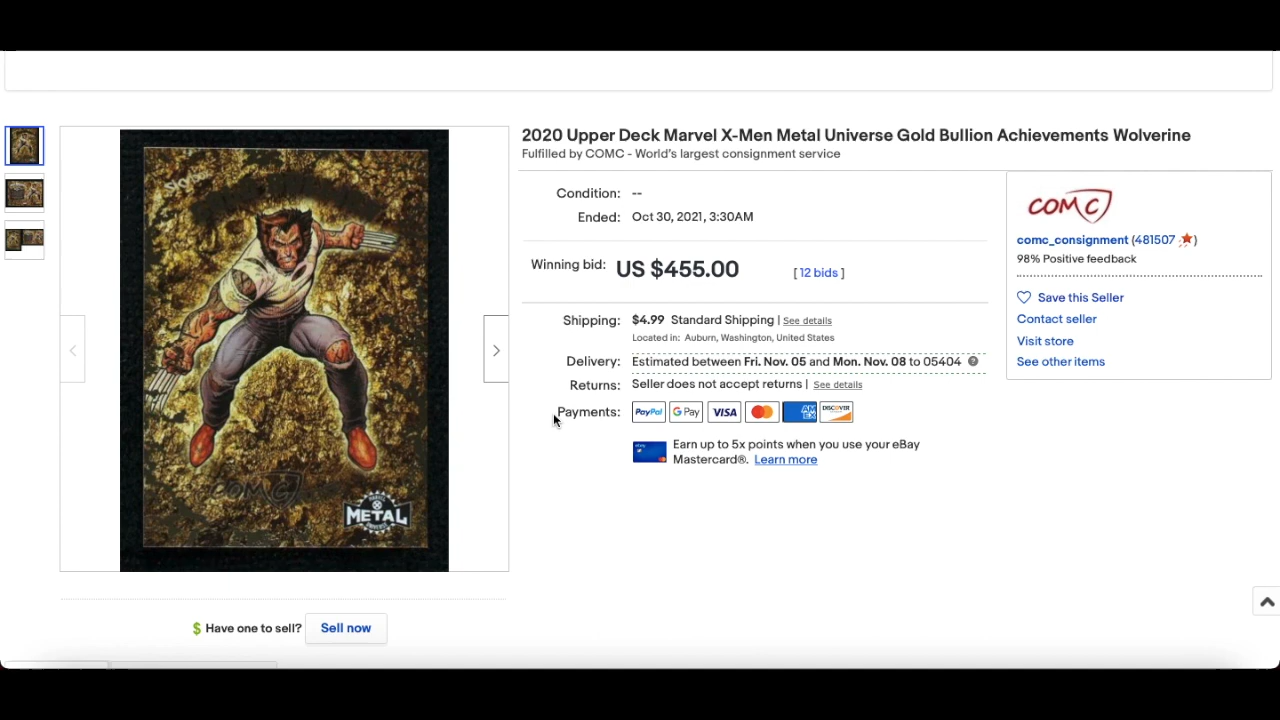 2020 Upper Deck Marvel X-Men Metal Universe Gold Bullion Achievements Wolverine
Fulfilled by COMC - World's largest consignment service
Condition: --
Ended: Oct 30, 2021, 3:30AM
Winning bid: US $455.00 [ 12 bids ]
Shipping: $4.99 Standard Shipping | See details
Located in: Auburn, Washington, United States
Delivery: Estimated between Fri. Nov. 05 and Mon. Nov. 08 to 05404
Returns: Seller does not accept returns | See details
Payments: PayPal G Pay VISA AM EX DISCOVER
Earn up to 5x points when you use your eBay
Mastercard®. Learn more
COMC
comc_consignment (481507 )
98% Positive feedback
Save this Seller
Contact seller
Visit store
See other items
COMC
METAL
$ Have one to sell? Sell now